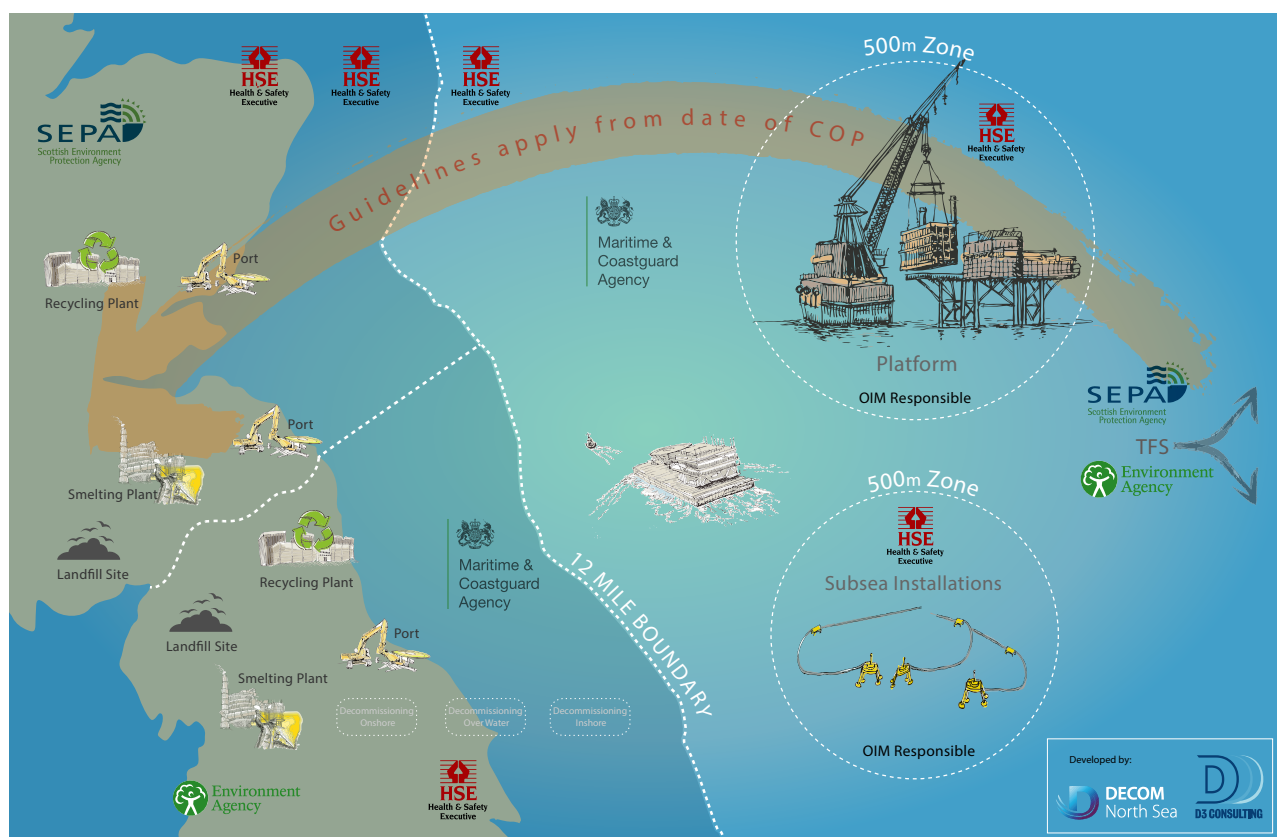 500m Zone
HSE
Health & Safety
Executive
HSE
Health & Safety
Executive
HSE
Health & Safety
Executive
HSE
Health & Safety
Executive
SEPA
Scottish Environment
Protection Agency
Guidelines apply from date of COP
Maritime &
Coastguard
Agency
Port
Recycling Plant
Platform
OIM Responsible
SEPA
Scottish Environment
Protection Agency
TFS
Environment
Agency
Port
Smelting Plant
500m Zone
HSE
Health & Safety
Executive
Subsea Installations
Landfill Site
Recycling Plant
Maritime &
Coastguard
Agency
12 MILE BOUNDARY
Landfill Site
Port
Smelting Plant
Decommissioning
Onshore
Decommissioning
Over Water
Decommissioning
Inshore
OIM Responsible
Environment
Agency
HSE
Health & Safety
Executive
Developed by:
DECOM
North Sea
D3 CONSULTING